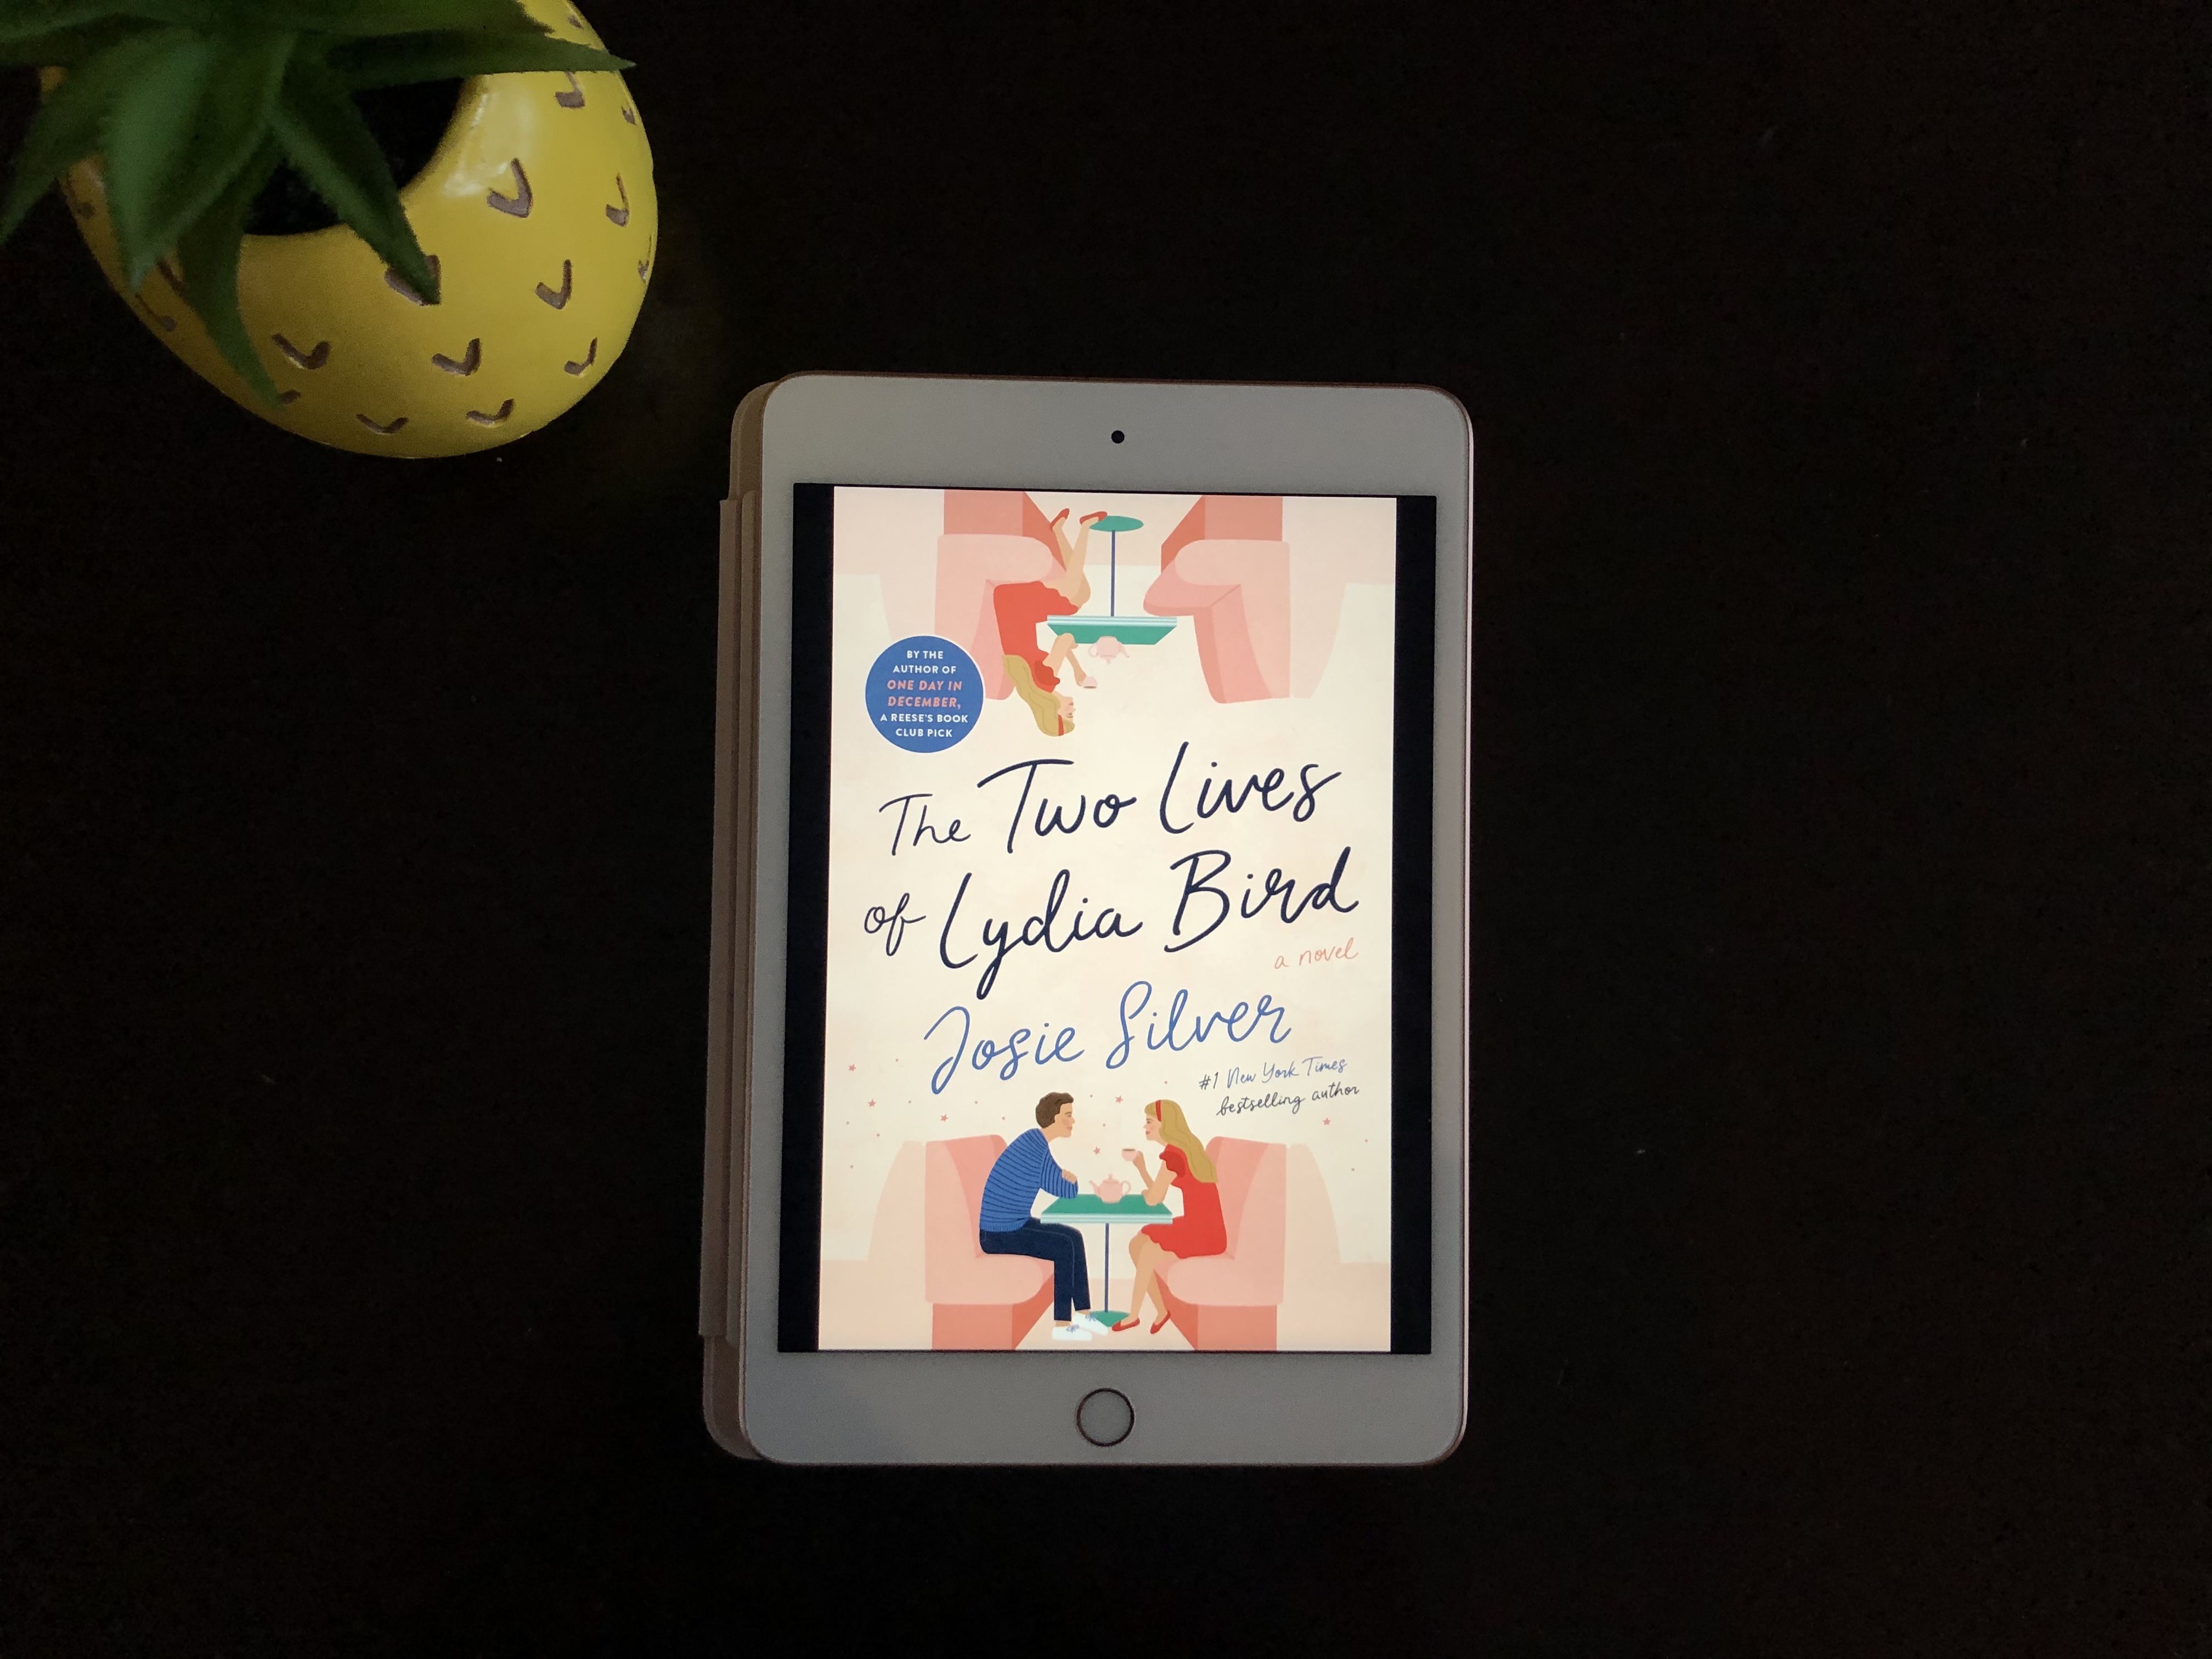 BY THE
AUTHOR OF
ONE DAY IN
DECEMBER,
A REESE'S BOOK
CLUB PICK
The Two Lives
of Lydia Bird
a novel
Josie Silver
#1 New York Times
bestselling author